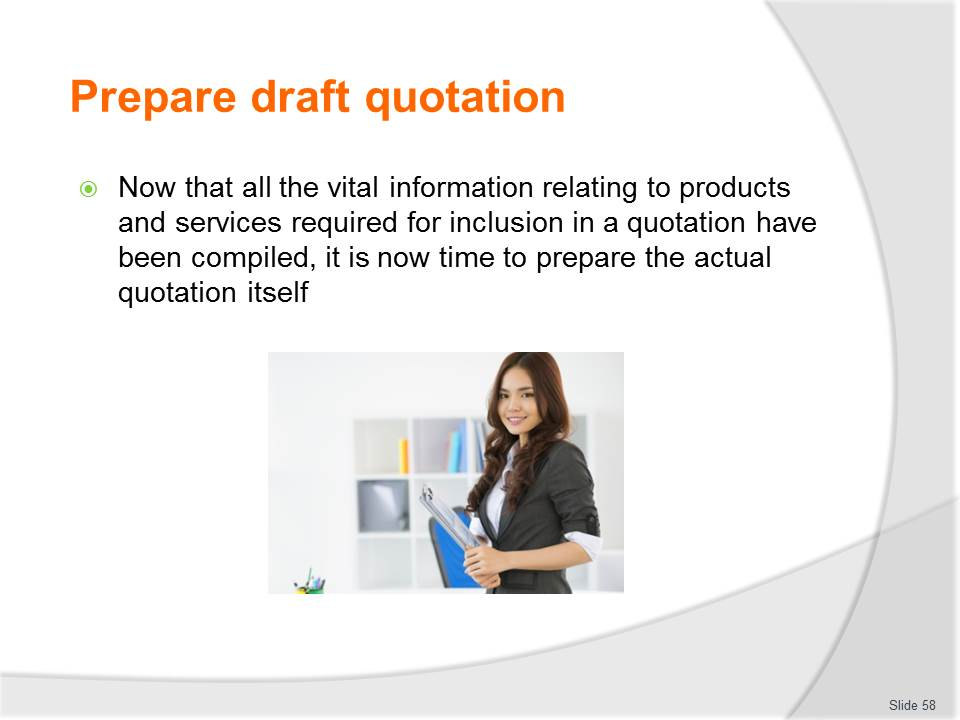 Prepare draft quotation
Now that all the vital information relating to products
and services required for inclusion in a quotation have
been compiled, it is now time to prepare the actual
quotation itself
Slide 58